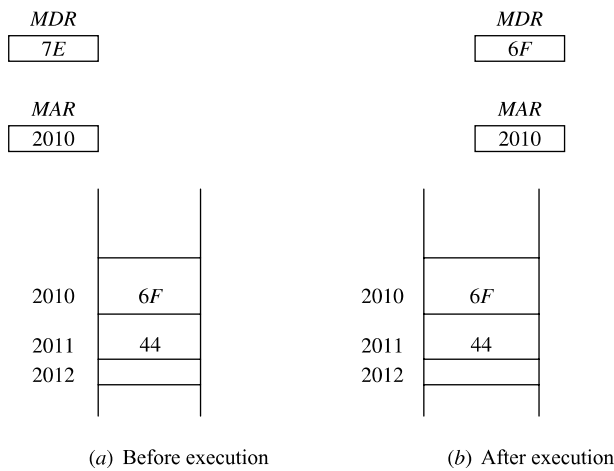 MDR MDR
7E 6F
MAR MAR
2010 2010
2010 6F 2010 6F
2011 44 2011 44
2012 2012
(a) Before execution (b) After execution